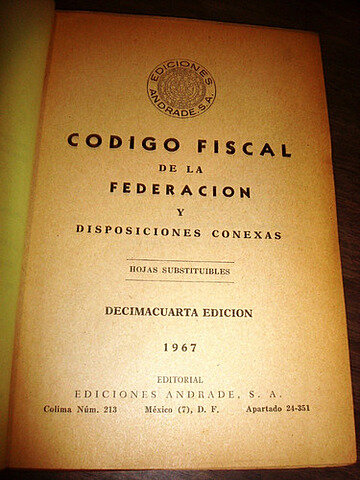 EDICIONES
ANDRADE, S.A.
CODIGO FISCAL
DE LA
FEDERACION
Y
DISPOSICIONES CONEXAS
HOJAS SUBSTITUIBLES
DECIMACUARTA EDICION
1967
EDITORIAL
EDICIONES ANDRADE, S. A.
Colima Núm. 213 México (7), D. F. Apartado 24-351